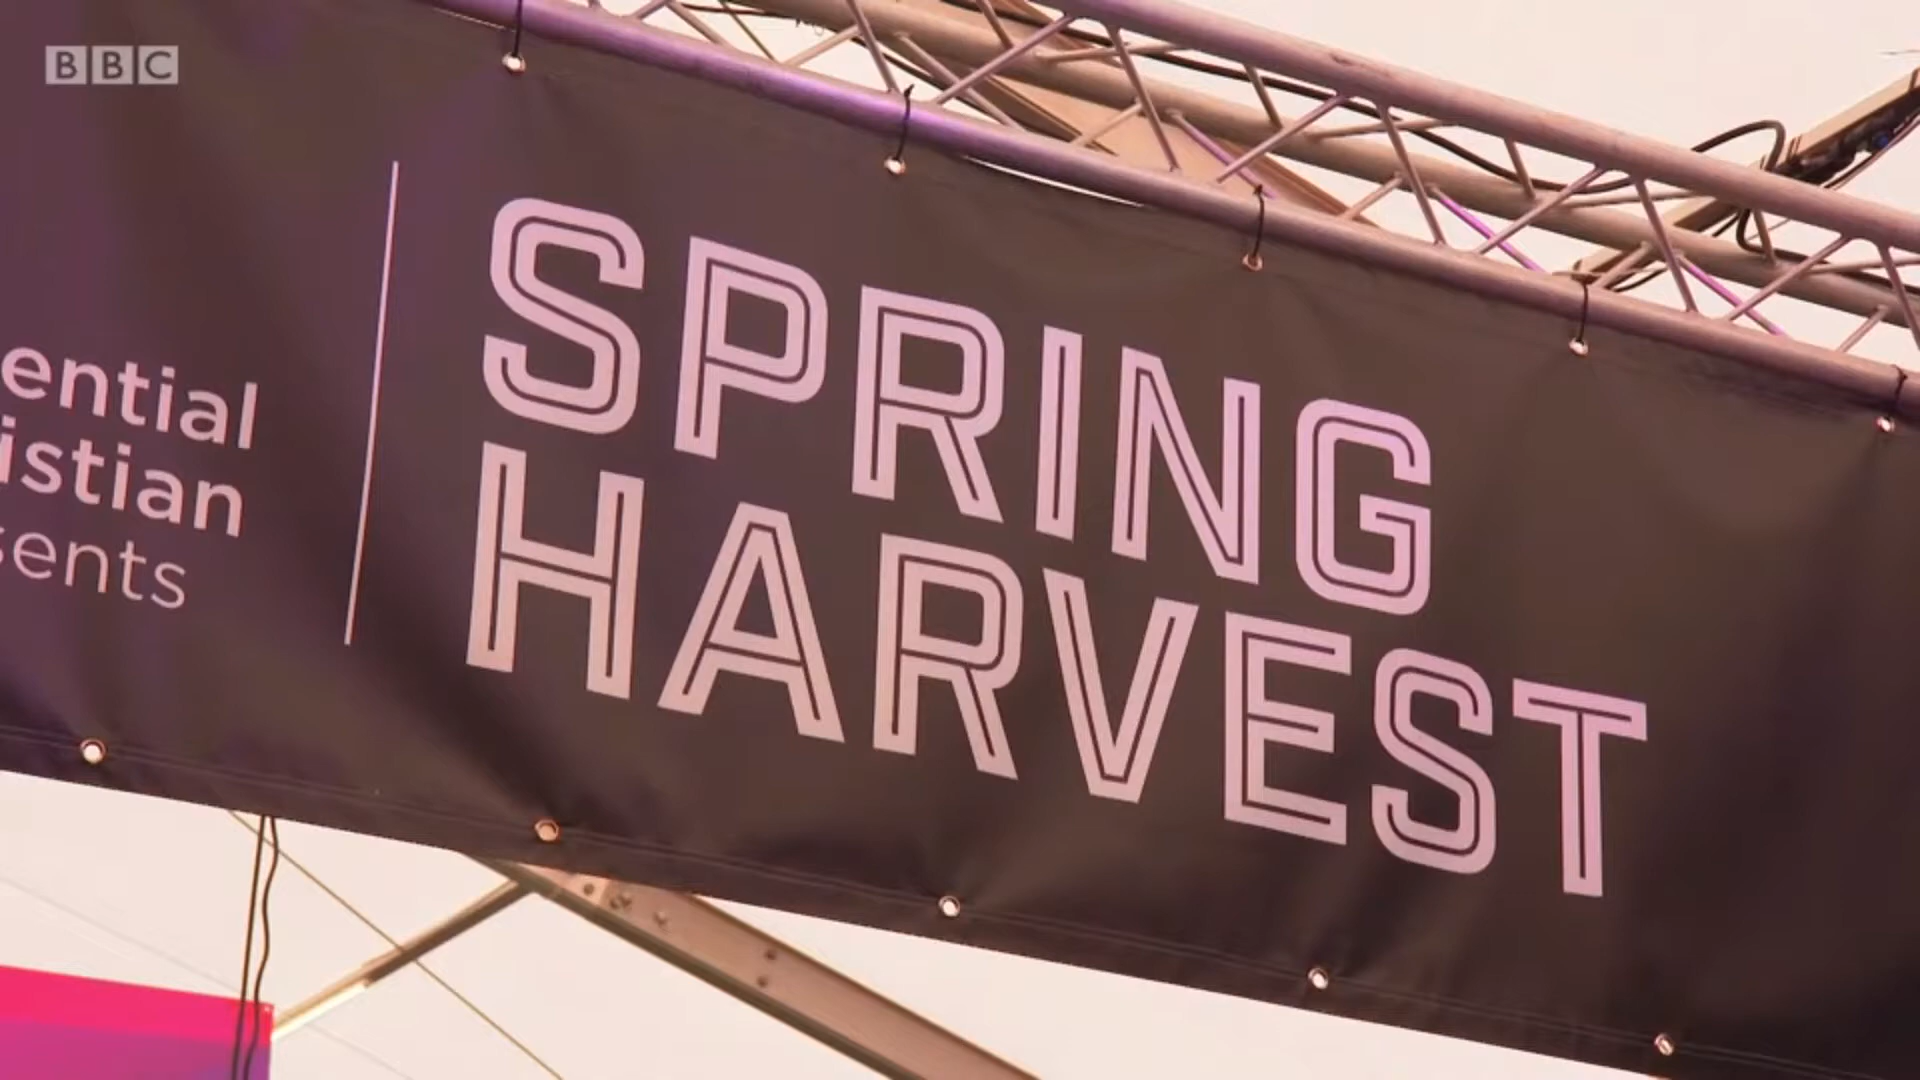 BBC
ential
istian
sents
SPRING
HARVEST